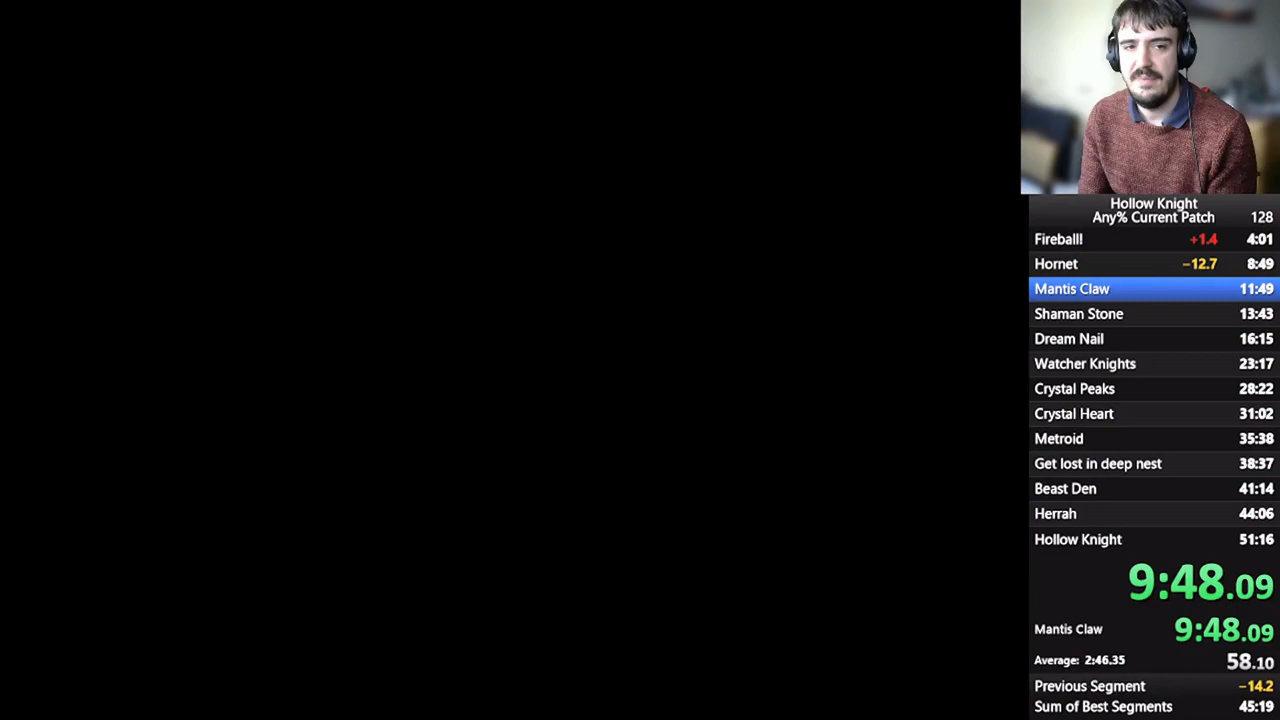 Hollow Knight
Any% Current Patch 128
Fireball! +1.4 4:01
Hornet −12.7 8:49
Mantis Claw 11:49
Shaman Stone 13:43
Dream Nail 16:15
Watcher Knights 23:17
Crystal Peaks 28:22
Crystal Heart 31:02
Metroid 35:38
Get lost in deep nest 38:37
Beast Den 41:14
Herrah 44:06
Hollow Knight 51:16
9:48.09
Mantis Claw 9:48.09
Average: 2:46.35 58.10
Previous Segment −14.2
Sum of Best Segments 45:19